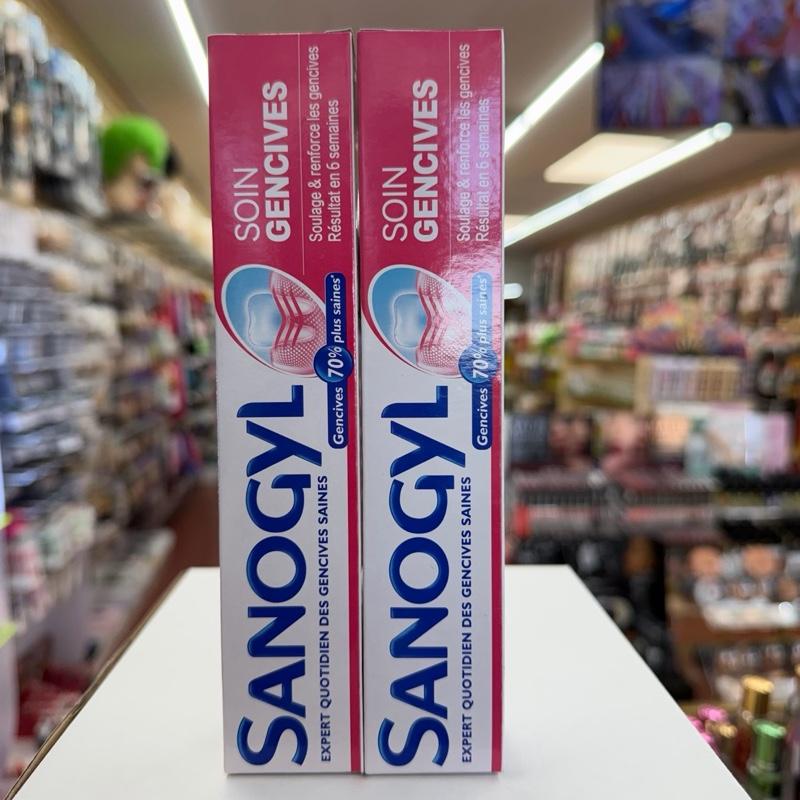 SANOGYL
EXPERT QUOTIDIEN DES GENCIVES SAINES
Gencives 70% plus saines*
SOIN
GENCIVES
Soulage & renforce les gencives
Résultat en 6 semaines
SANOGYL
EXPERT QUOTIDIEN DES GENCIVES SAINES
Gencives 70% plus saines*
SOIN
GENCIVES
Soulage & renforce les gencives
Résultat en 6 semaines